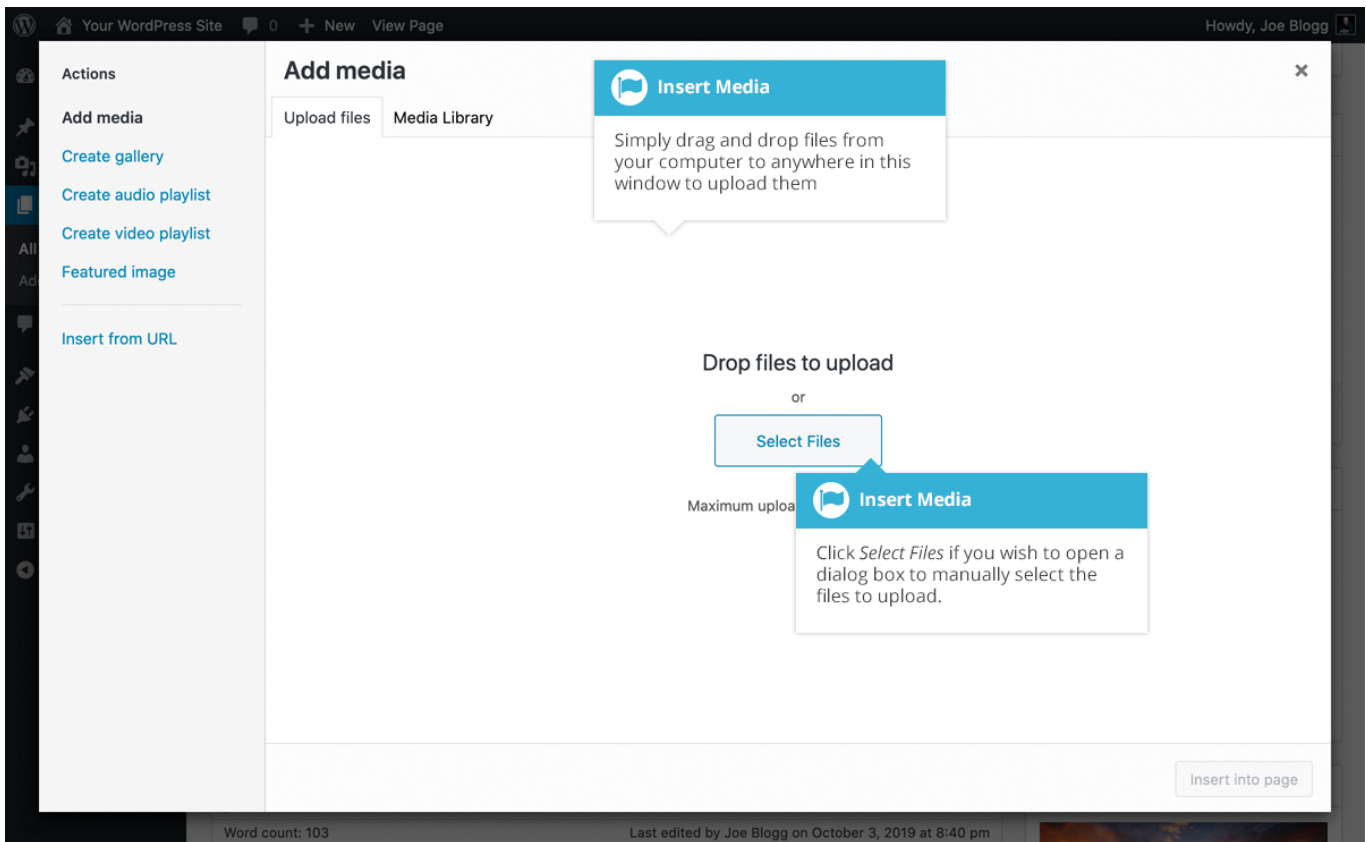 Your WordPress Site 0 New View Page Howdy, Joe Blogg
Actions
Add media
Create gallery
Create audio playlist
Create video playlist
Featured image
Insert from URL
All
Add media
Upload files Media Library
Insert Media
Simply drag and drop files from
your computer to anywhere in this
window to upload them
Drop files to upload
or
Select Files
Maximum uploa
Insert Media
Click Select Files if you wish to open a
dialog box to manually select the
files to upload.
Insert into page
Word count: 103 Last edited by Joe Blogg on October 3, 2019 at 8:40 pm